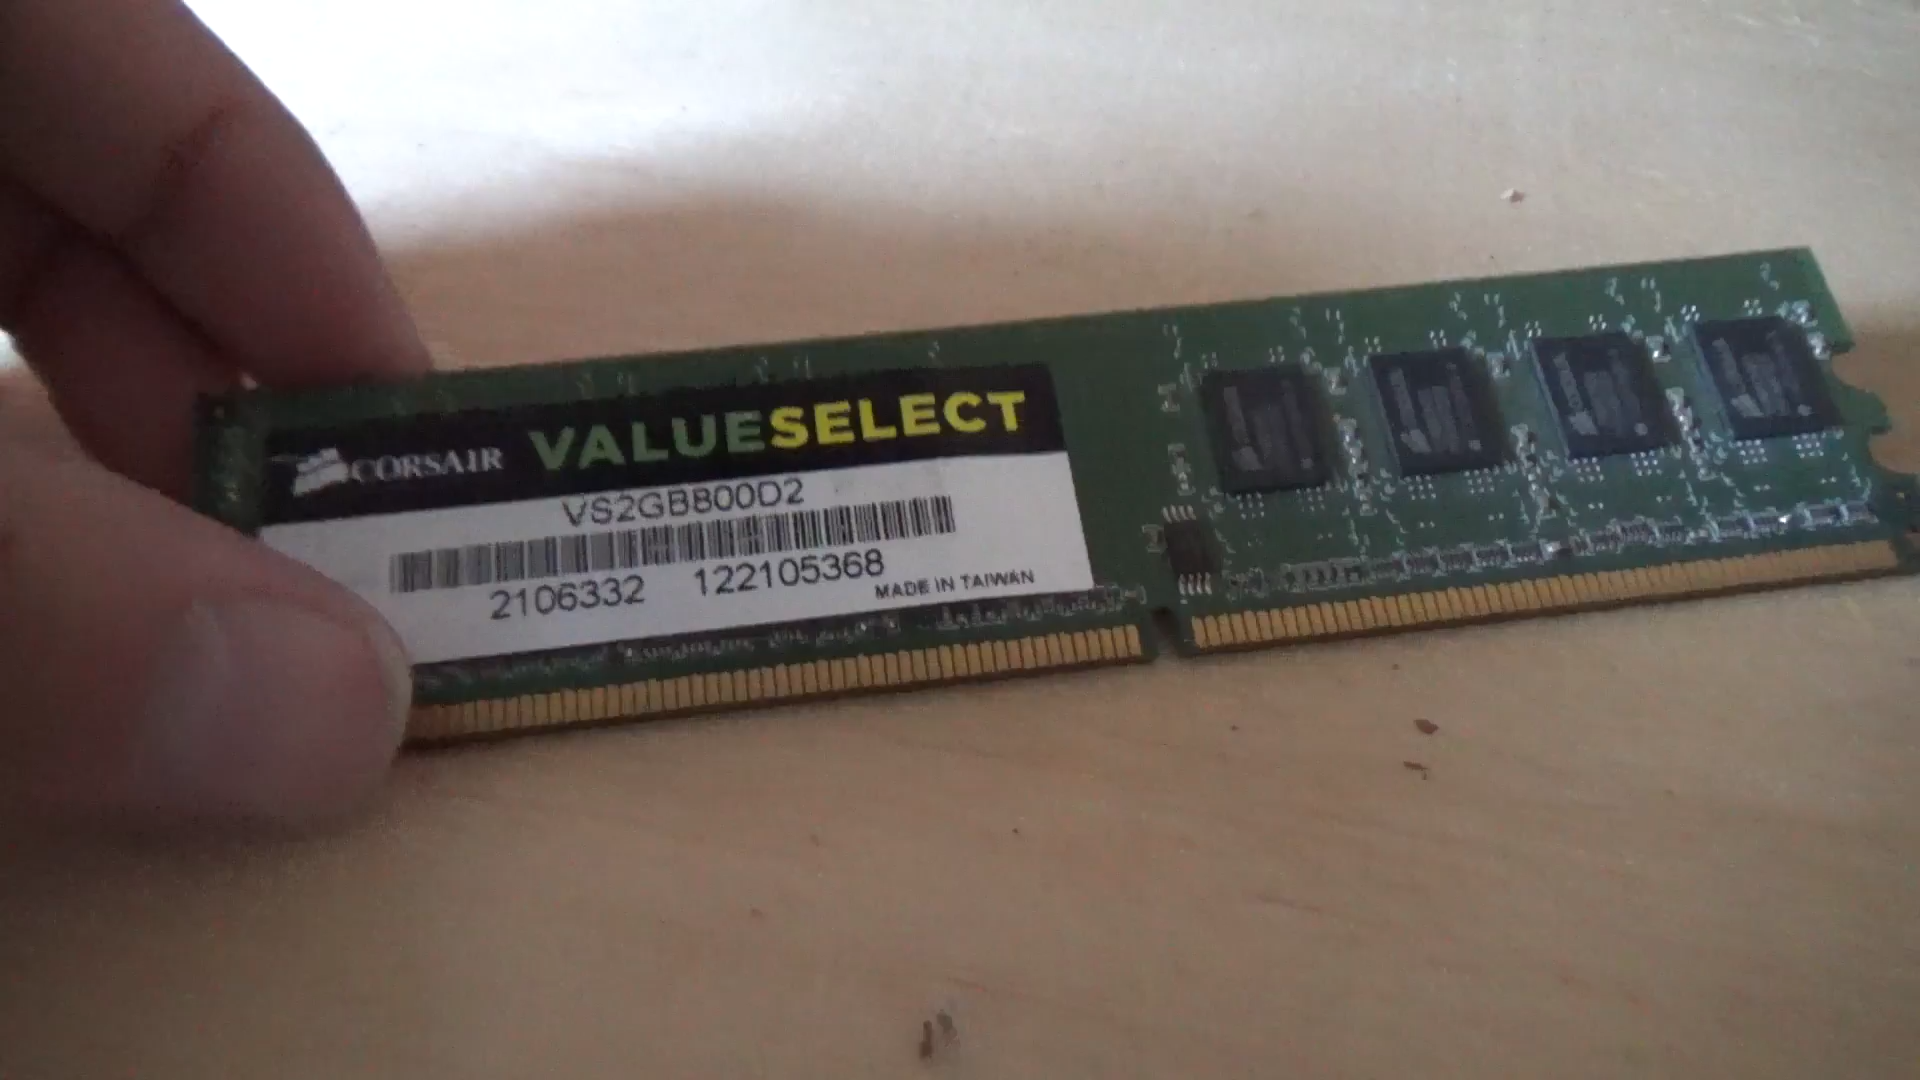 CORSAIR VALUESELECT
VS2GB800D2
2106332 122105368
MADE IN TAIWAN